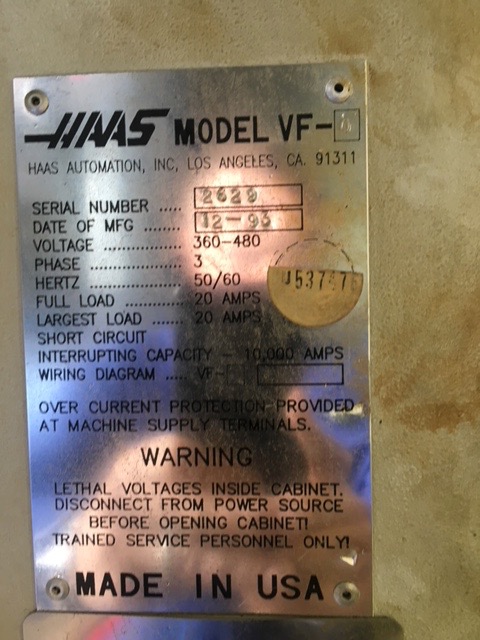 HAAS MODEL VF-
HAAS AUTOMATION, INC, LOS ANGELES, CA. 91311
SERIAL NUMBER ..... 2629
DATE OF MFG ........ 12-93
VOLTAGE ............... 360-480
PHASE .................. 3
HERTZ .................. 50/60
FULL LOAD ........... 20 AMPS
LARGEST LOAD ....... 20 AMPS
SHORT CIRCUIT
INTERRUPTING CAPACITY - 10,000 AMPS
WIRING DIAGRAM ..... VF-
OVER CURRENT PROTECTION PROVIDED
AT MACHINE SUPPLY TERMINALS.
WARNING
LETHAL VOLTAGES INSIDE CABINET.
DISCONNECT FROM POWER SOURCE
BEFORE OPENING CABINET!
TRAINED SERVICE PERSONNEL ONLY!
MADE IN USA